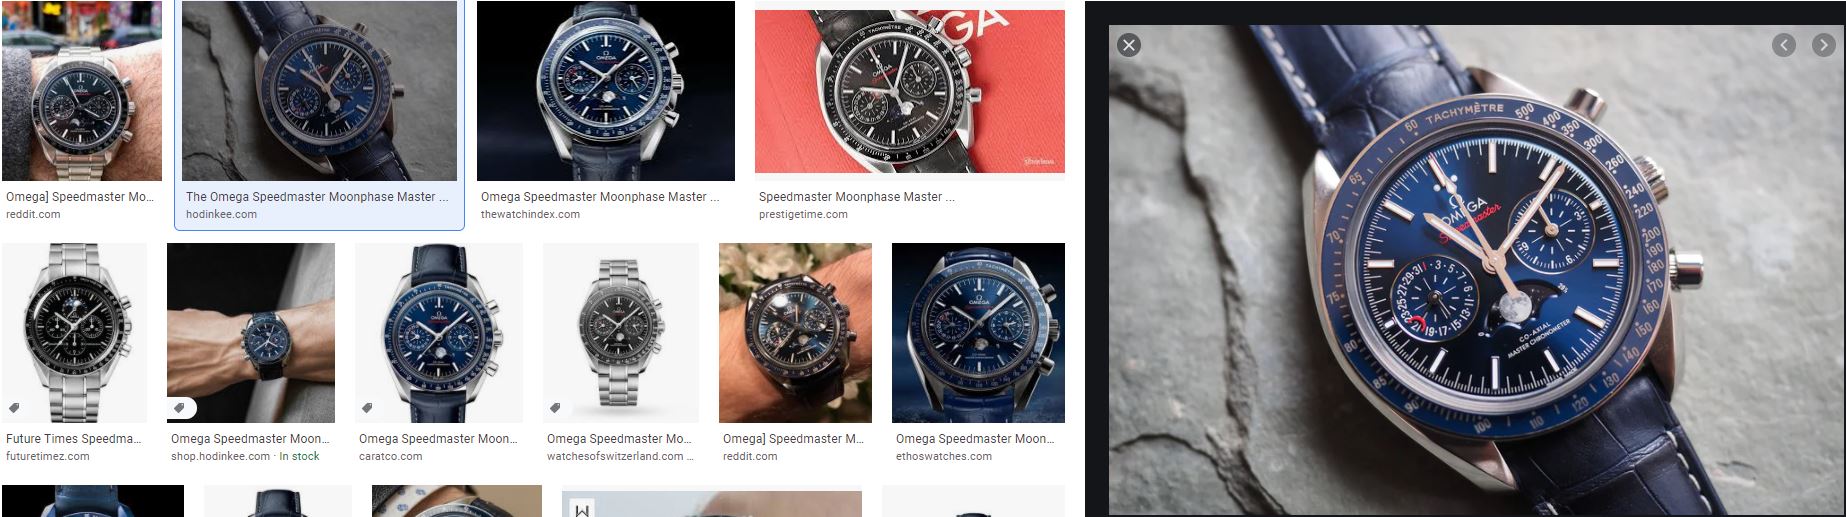 Omega] Speedmaster Mo...
reddit.com
The Omega Speedmaster Moonphase Master ...
hodinkee.com
Omega Speedmaster Moonphase Master ...
thewatchindex.com
Speedmaster Moonphase Master ...
prestigetime.com
Future Times Speedma...
futuretimez.com
Omega Speedmaster Moon...
shop.hodinkee.com · In stock
Omega Speedmaster Moon...
caratco.com
Omega Speedmaster Mo...
watchesofswitzerland.com ...
Omega] Speedmaster M...
reddit.com
Omega Speedmaster Moon...
ethoswatches.com
TACHYMÈTRE 500 400 350 300 260 240 220 200 190 180 170 160 150 140 130 120 110 100 90 85 80 75 70 65 60
Ω
OMEGA
Speedmaster
CO-AXIAL
MASTER CHRONOMETER